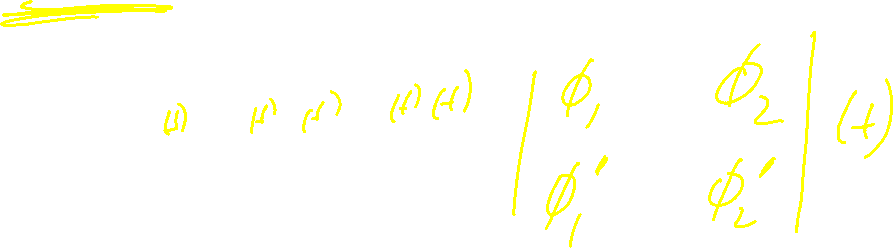 (s) (s) (s) (t) (t) | ϕ₁ ϕ₂ | (t)
| ϕ₁′ ϕ₂′ |